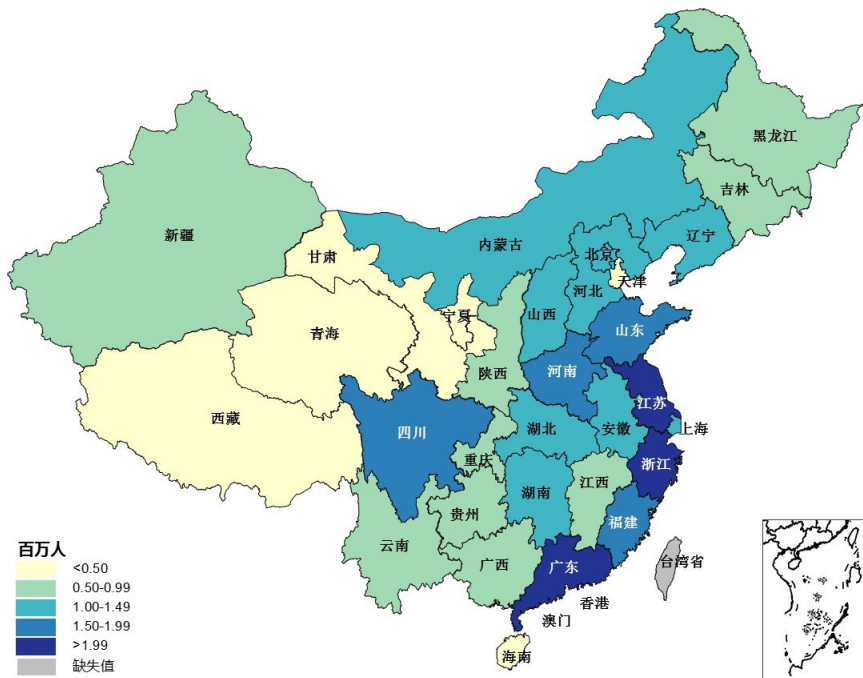 黑龙江
吉林
新疆
辽宁
内蒙古
甘肃
北京
天津
河北
宁夏
山西
青海
山东
陕西
河南
西藏
江苏
四川
湖北
安徽
上海
重庆
浙江
湖南
江西
贵州
福建
云南
广西
广东
台湾省
香港
澳门
海南
百万人
<0.50
0.50-0.99
1.00-1.49
1.50-1.99
>1.99
缺失值